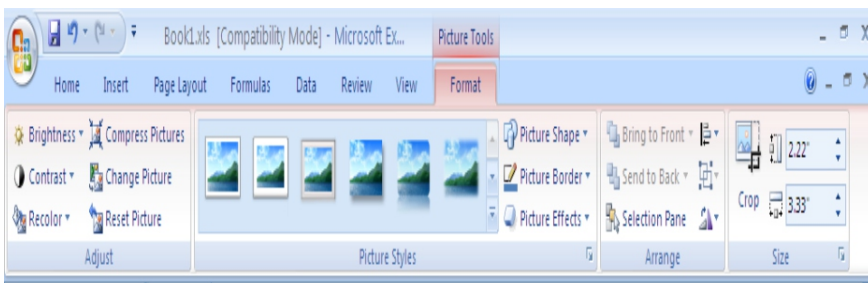 Book1.xls [Compatibility Mode] - Microsoft Ex... Picture Tools
Home Insert Page Layout Formulas Data Review View Format
Brightness Compress Pictures Picture Shape Bring to Front 2.22"
Contrast Change Picture Picture Border Send to Back
Crop 3.33"
Recolor Reset Picture Picture Effects Selection Pane
Adjust Picture Styles Arrange Size